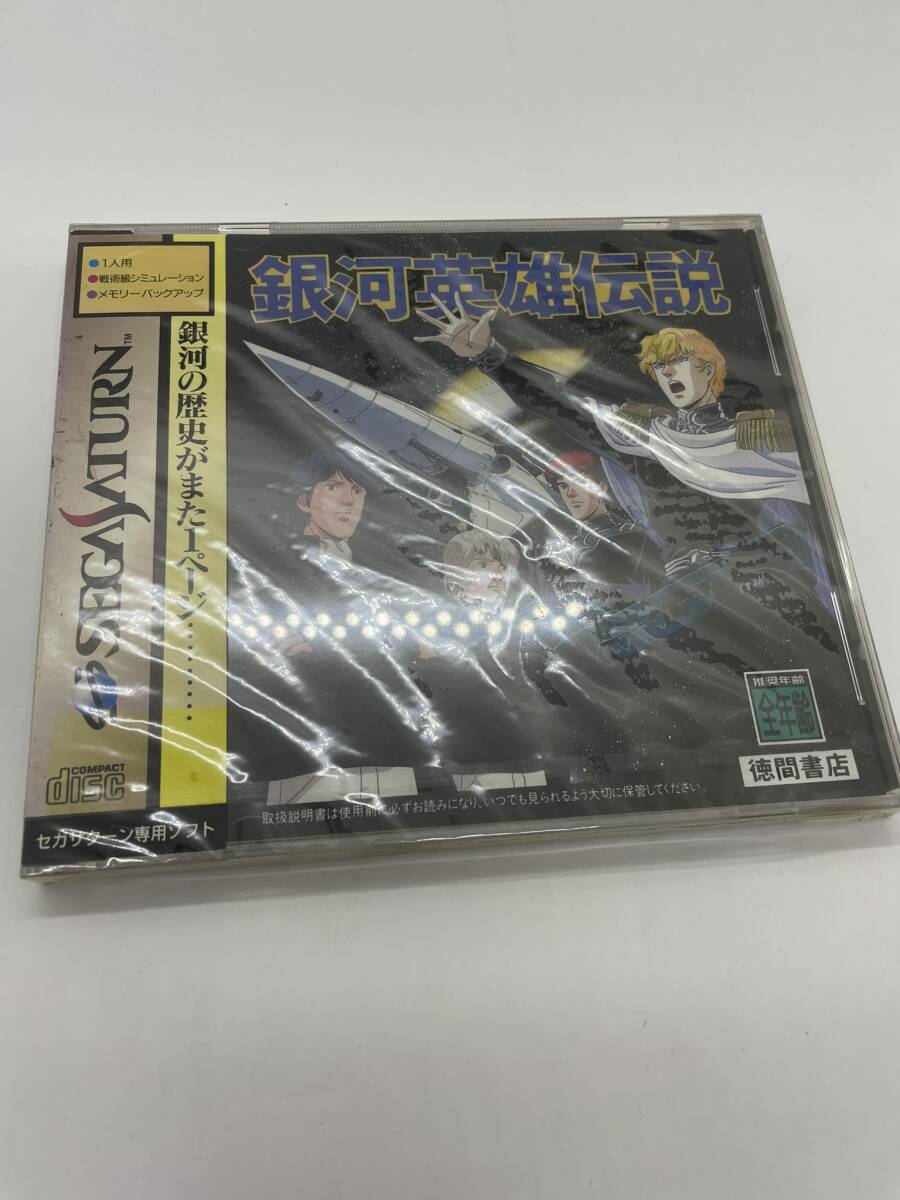 ●1人用
●戦術級シミュレーション
●メモリーバックアップ
SEGA SATURN™
銀河の歴史がまた1ページ………
COMPACT
disc
セガサターン専用ソフト
銀河英雄伝説
推奨年齢
全年齢
徳間書店
取扱説明書は使用前に必ずお読みになり、いつでも見られるよう大切に保管してください。